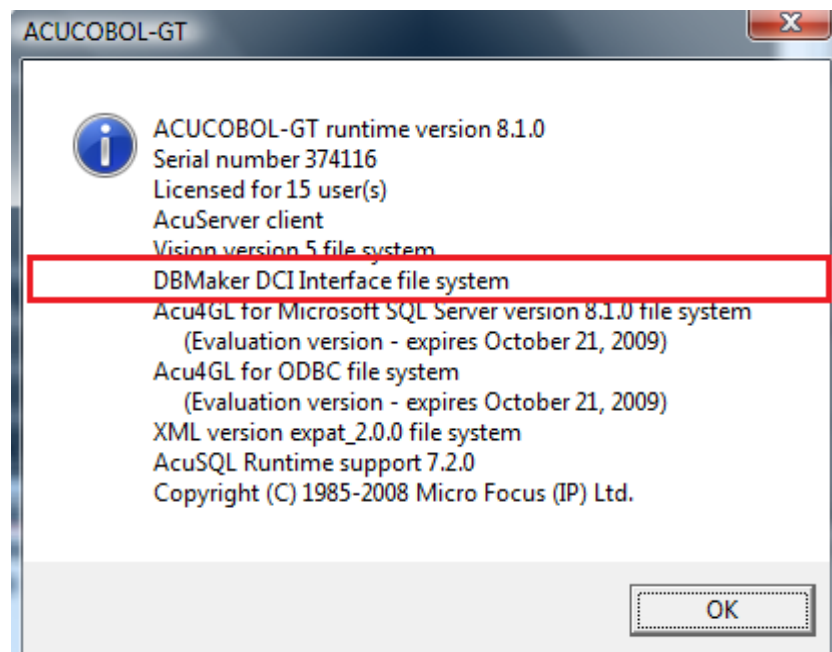 ACUCOBOL-GT
ACUCOBOL-GT runtime version 8.1.0
Serial number 374116
Licensed for 15 user(s)
AcuServer client
Vision version 5 file system
DBMaker DCI Interface file system
Acu4GL for Microsoft SQL Server version 8.1.0 file system
(Evaluation version - expires October 21, 2009)
Acu4GL for ODBC file system
(Evaluation version - expires October 21, 2009)
XML version expat_2.0.0 file system
AcuSQL Runtime support 7.2.0
Copyright (C) 1985-2008 Micro Focus (IP) Ltd.
OK